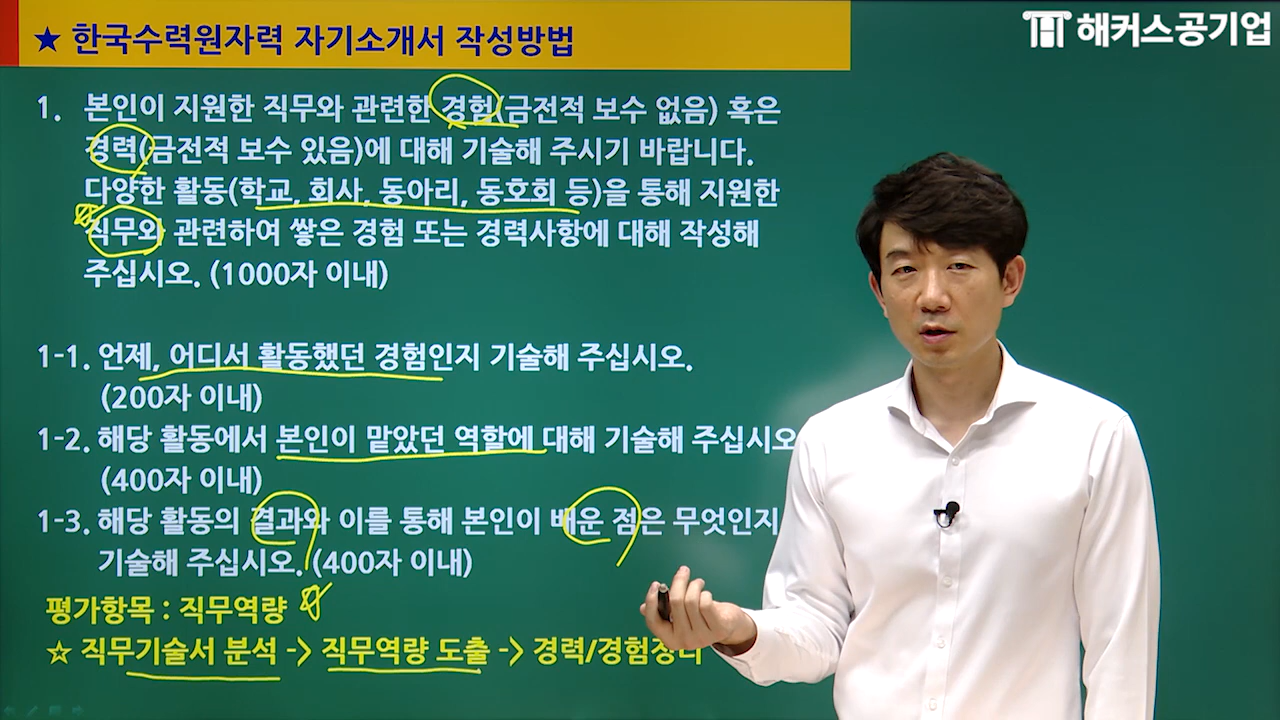 ★ 한국수력원자력 자기소개서 작성방법
해커스공기업
1. 본인이 지원한 직무와 관련한 경험(금전적 보수 없음) 혹은
경력(금전적 보수 있음)에 대해 기술해 주시기 바랍니다.
다양한 활동(학교, 회사, 동아리, 동호회 등)을 통해 지원한
직무와 관련하여 쌓은 경험 또는 경력사항에 대해 작성해
주십시오. (1000자 이내)
1-1. 언제, 어디서 활동했던 경험인지 기술해 주십시오.
(200자 이내)
1-2. 해당 활동에서 본인이 맡았던 역할에 대해 기술해 주십시오
(400자 이내)
1-3. 해당 활동의 결과와 이를 통해 본인이 배운 점은 무엇인지
기술해 주십시오. (400자 이내)
평가항목 : 직무역량
☆ 직무기술서 분석 -> 직무역량 도출 -> 경력/경험정리